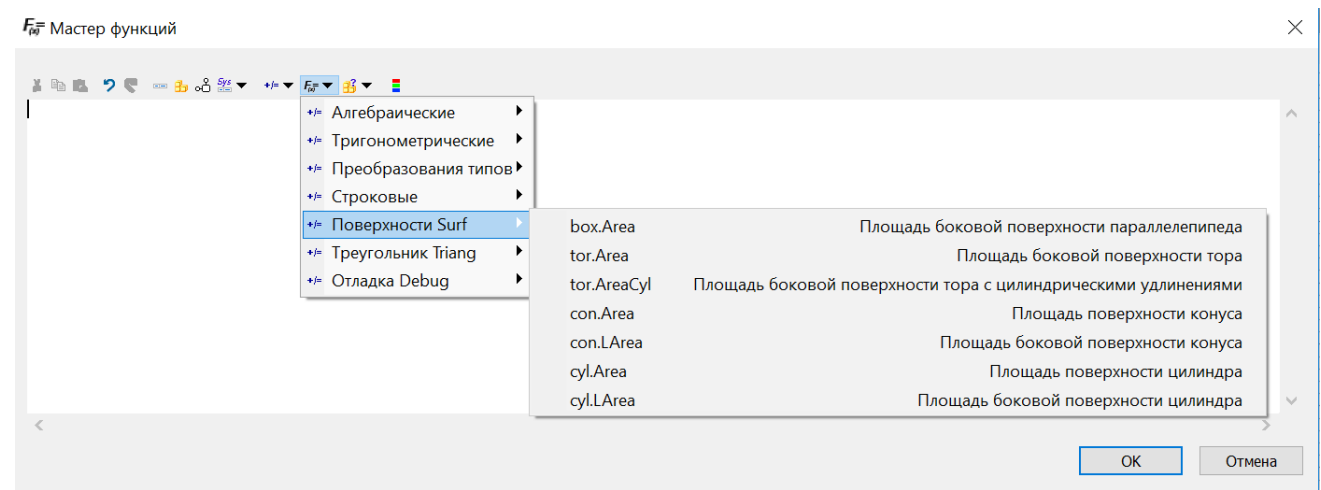 F(x)= Мастер функций
Sys +/= F(x)=
+/= Алгебраические
+/= Тригонометрические
+/= Преобразования типов
+/= Строковые
+/= Поверхности Surf
+/= Треугольник Triang
+/= Отладка Debug
box.Area Площадь боковой поверхности параллелепипеда
tor.Area Площадь боковой поверхности тора
tor.AreaCyl Площадь боковой поверхности тора с цилиндрическими удлинениями
con.Area Площадь поверхности конуса
con.LArea Площадь боковой поверхности конуса
cyl.Area Площадь поверхности цилиндра
cyl.LArea Площадь боковой поверхности цилиндра
OK Отмена